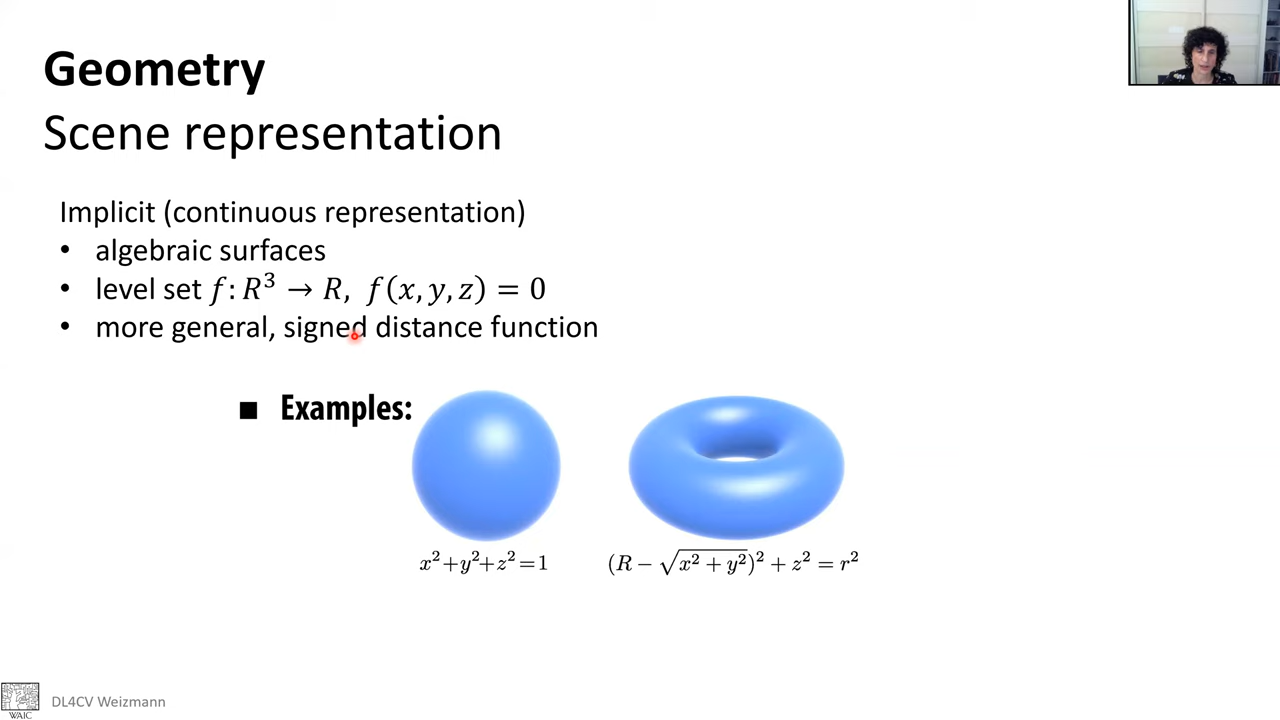 Geometry
Scene representation
Implicit (continuous representation)
• algebraic surfaces
• level set f: R³ → R, f(x, y, z) = 0
• more general, signed distance function
■ Examples:
x²+y²+z²=1
(R − √(x² + y²))² + z² = r²
WAIC
DL4CV Weizmann